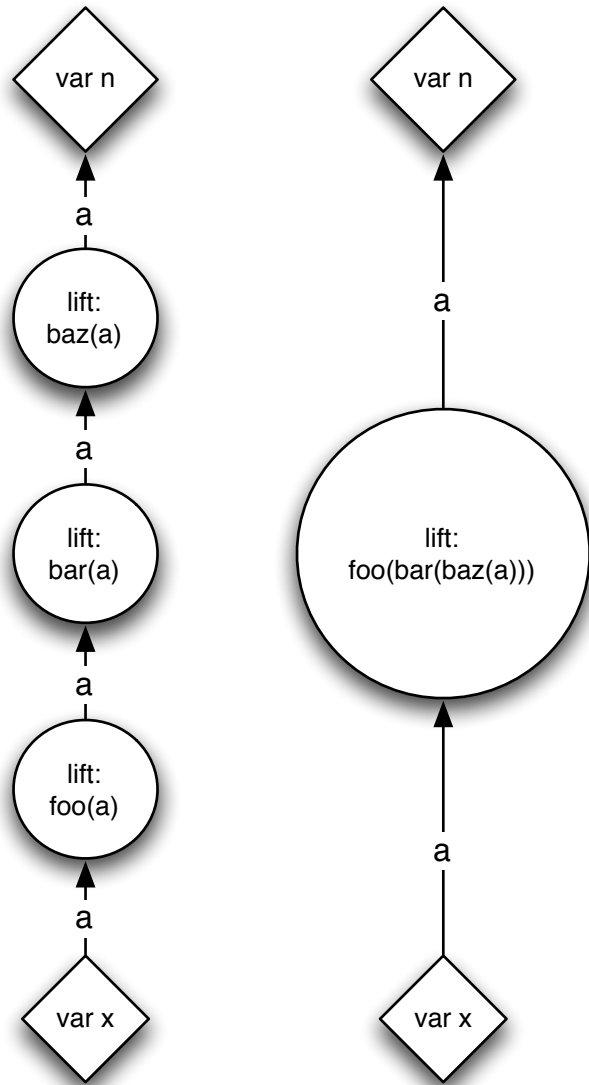 var n
a
lift:
baz(a)
a
lift:
bar(a)
a
lift:
foo(a)
a
var x
var n
a
lift:
foo(bar(baz(a)))
a
var x